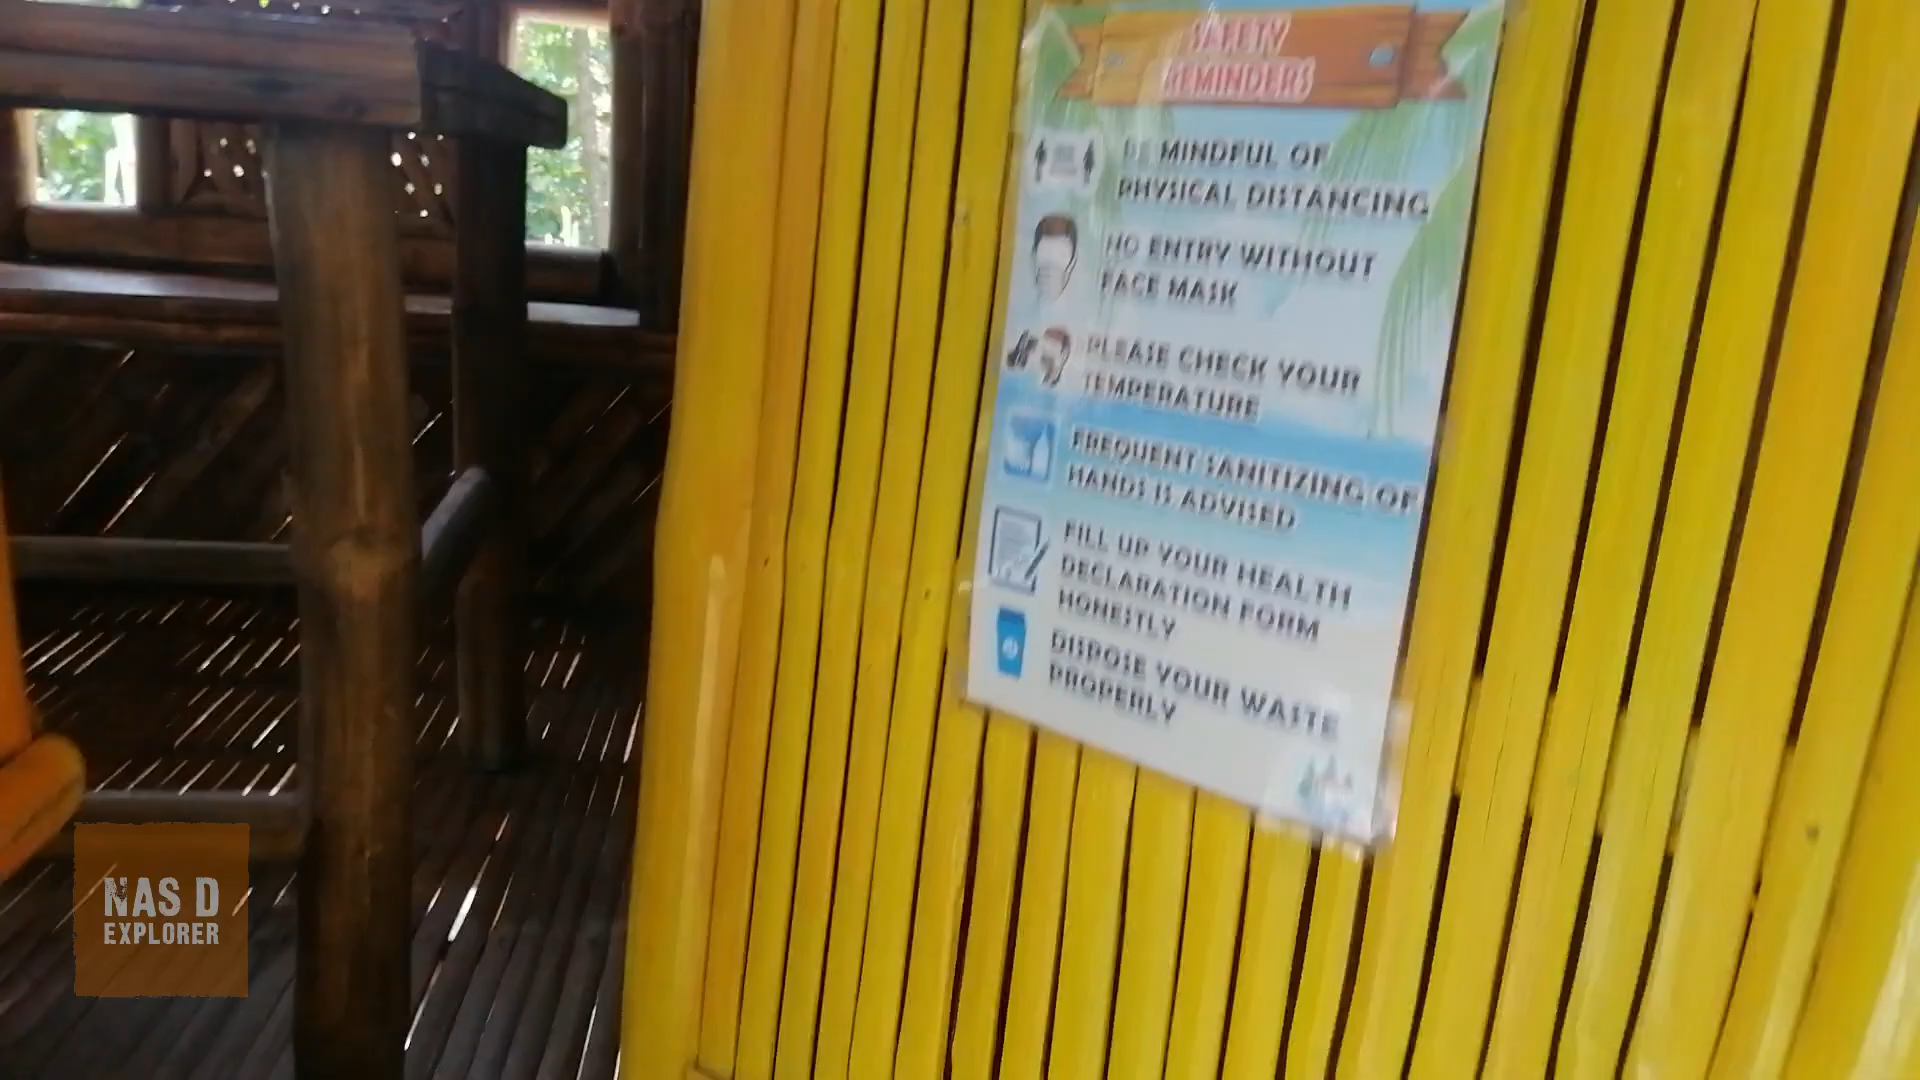 SAFETY
REMINDERS
BE MINDFUL OF
PHYSICAL DISTANCING
NO ENTRY WITHOUT
FACE MASK
PLEASE CHECK YOUR
TEMPERATURE
FREQUENT SANITIZING OF
HANDS IS ADVISED
FILL UP YOUR HEALTH
DECLARATION FORM
HONESTLY
DISPOSE YOUR WASTE
PROPERLY
NAS D
EXPLORER